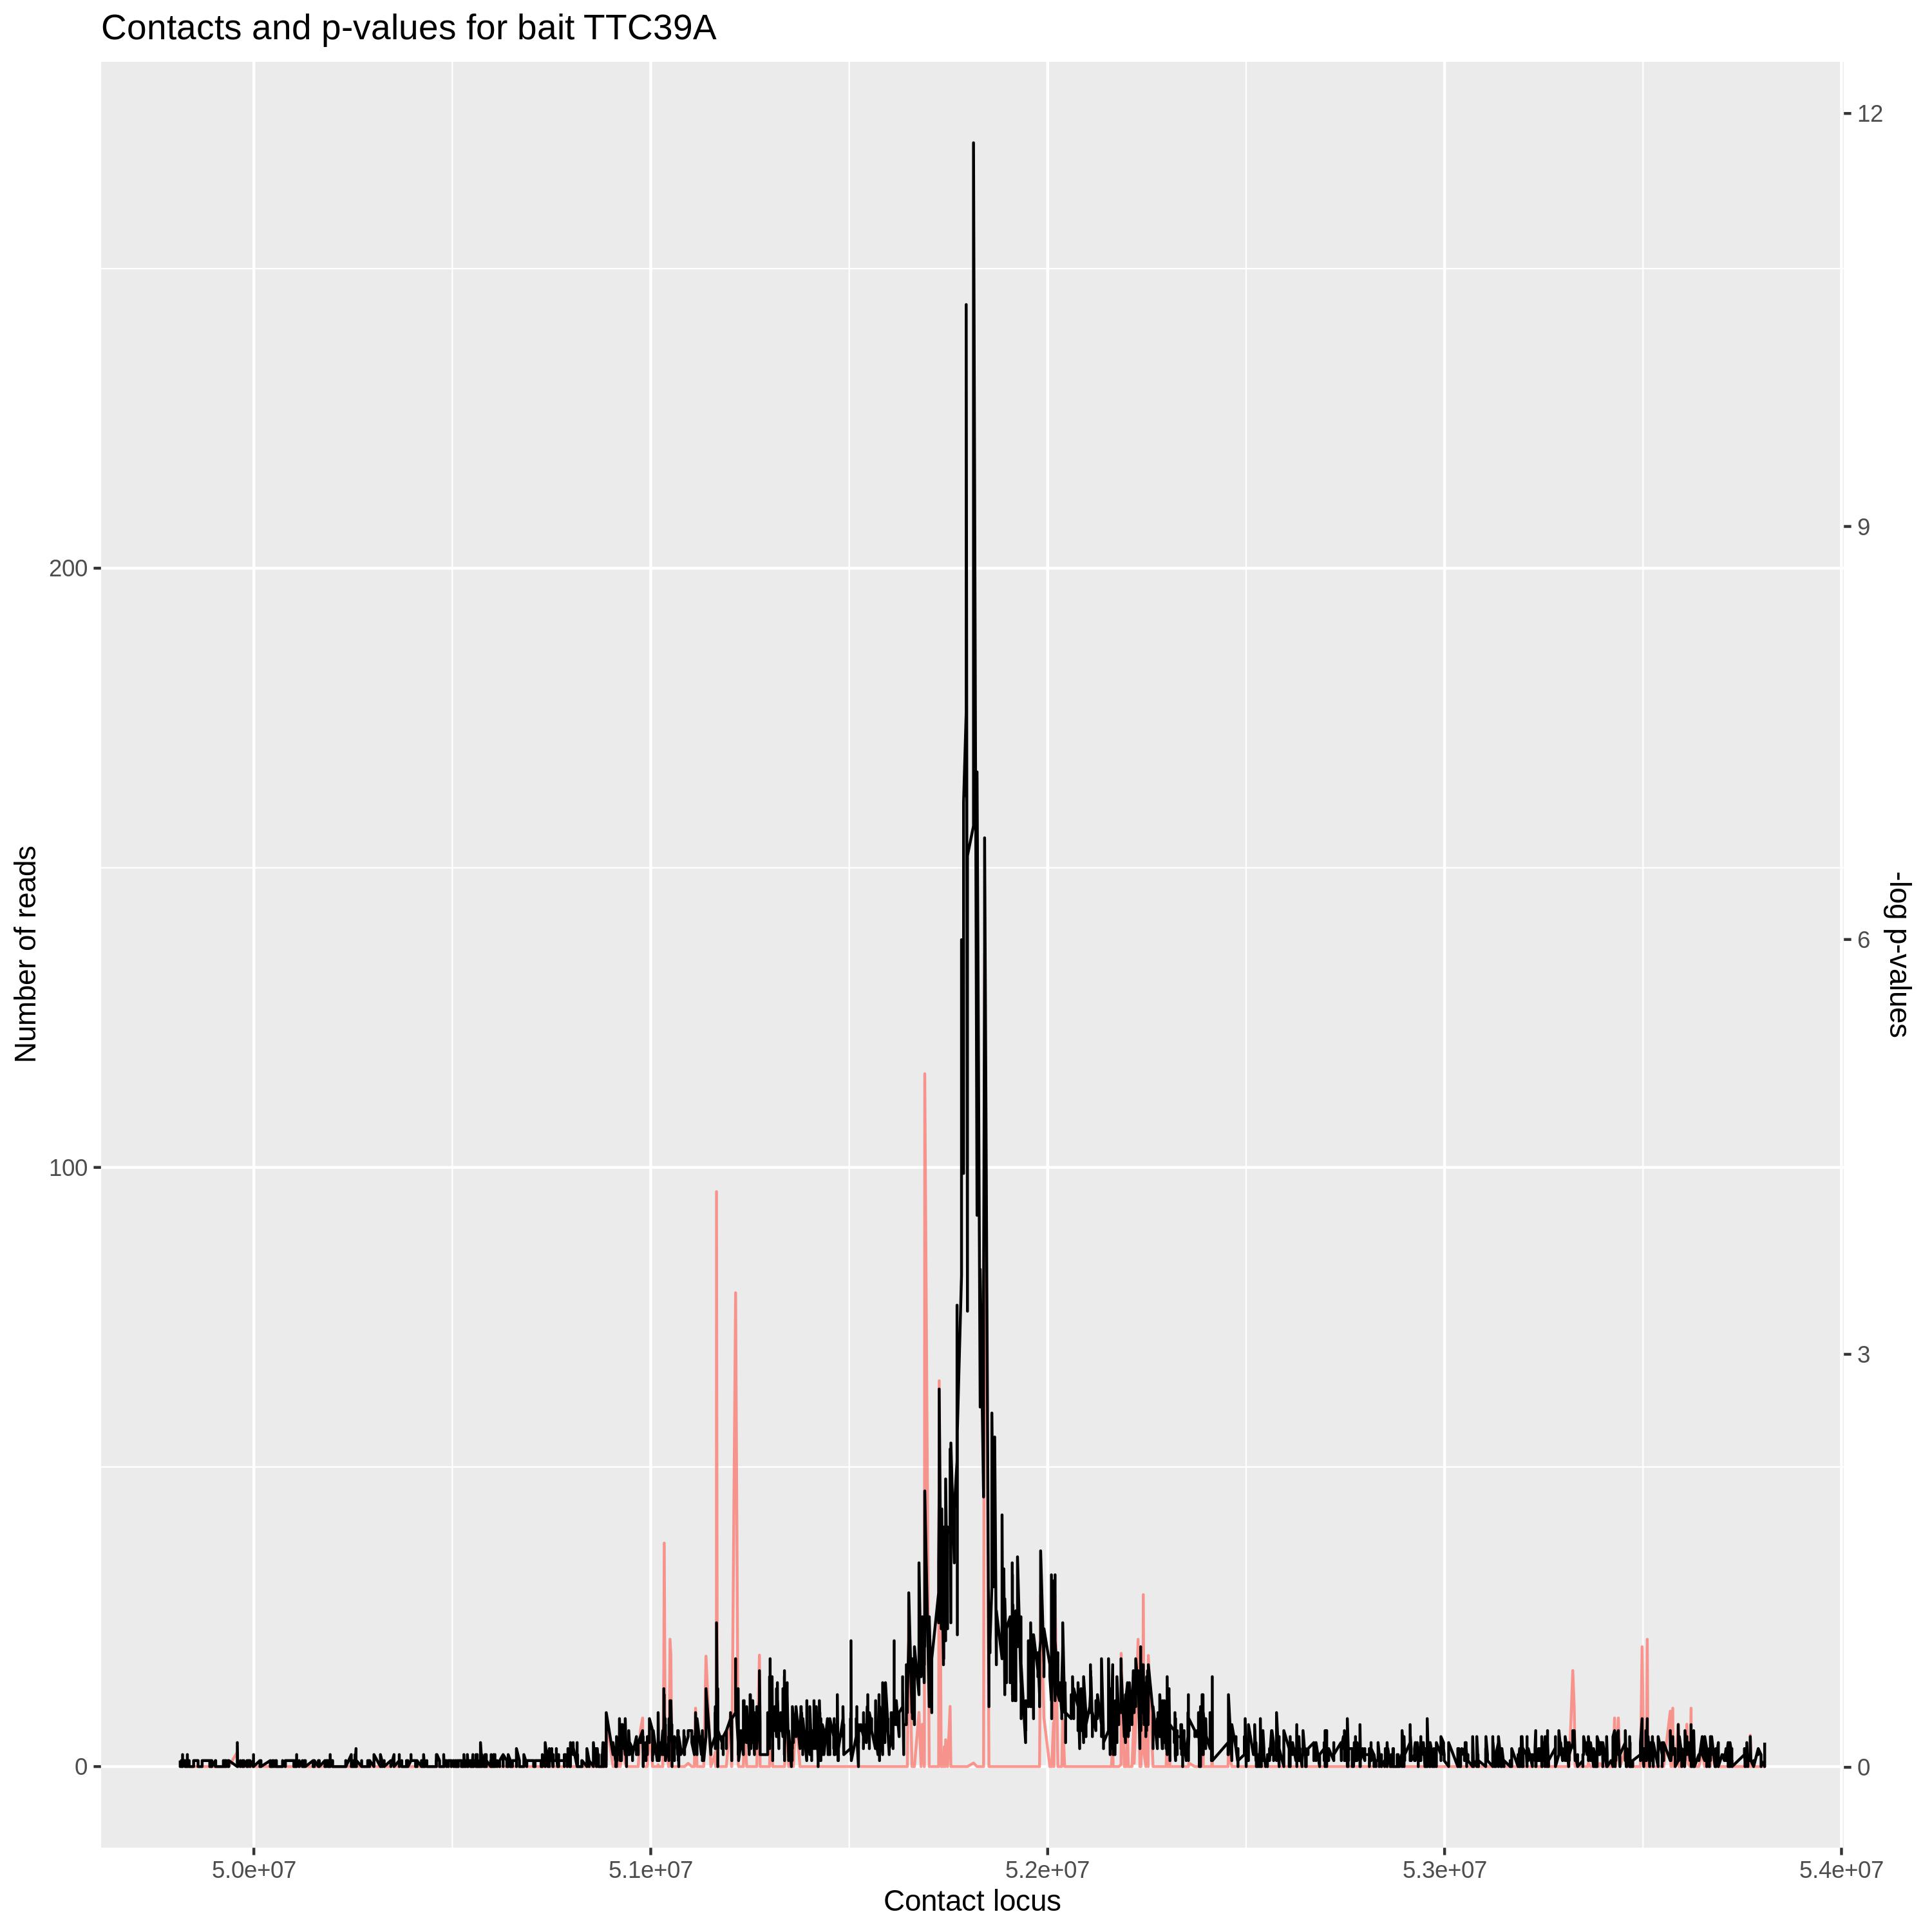 Contacts and p-values for bait TTC39A
12
9
6
3
0
200
100
0
Number of reads
-log p-values
5.0e+07 5.1e+07 5.2e+07 5.3e+07 5.4e+07
Contact locus